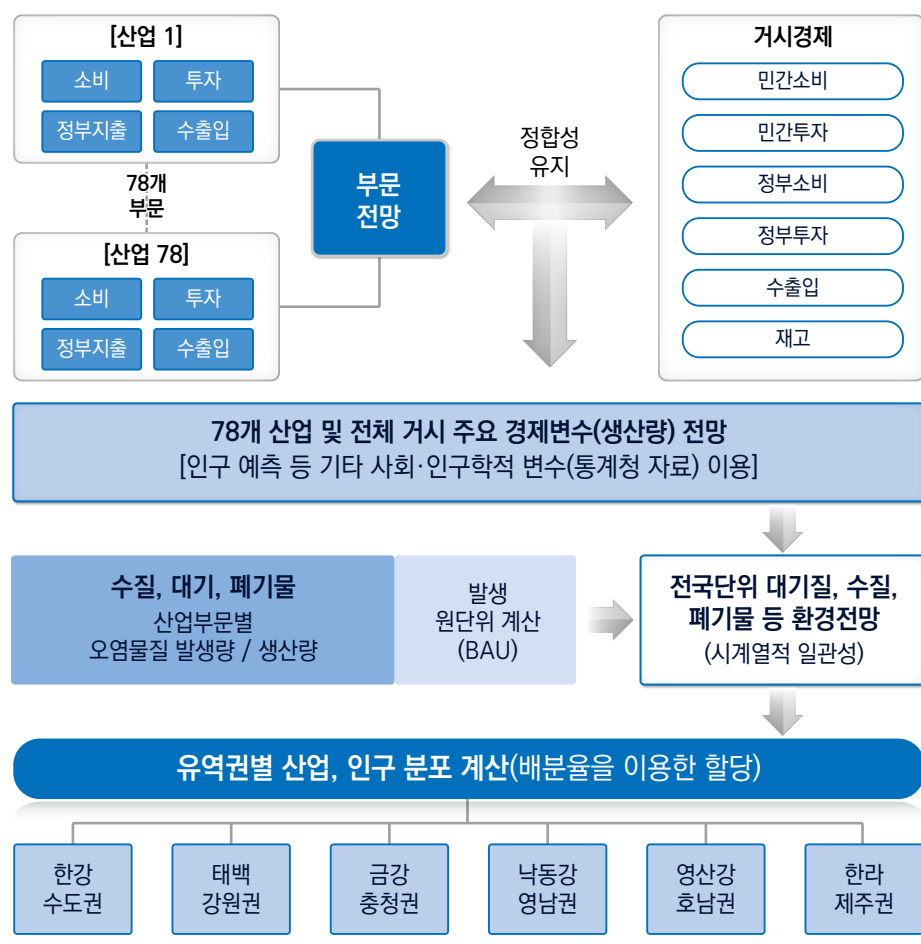 [산업 1]
소비
투자
정부지출
수출입
78개
부문
[산업 78]
소비
투자
정부지출
수출입
부문
전망
정합성
유지
거시경제
민간소비
민간투자
정부소비
정부투자
수출입
재고
78개 산업 및 전체 거시 주요 경제변수(생산량) 전망
[인구 예측 등 기타 사회·인구학적 변수(통계청 자료) 이용]
수질, 대기, 폐기물
산업부문별
오염물질 발생량 / 생산량
발생
원단위 계산
(BAU)
전국단위 대기질, 수질,
폐기물 등 환경전망
(시계열적 일관성)
유역권별 산업, 인구 분포 계산(배분율을 이용한 할당)
한강
수도권
태백
강원권
금강
충청권
낙동강
영남권
영산강
호남권
한라
제주권